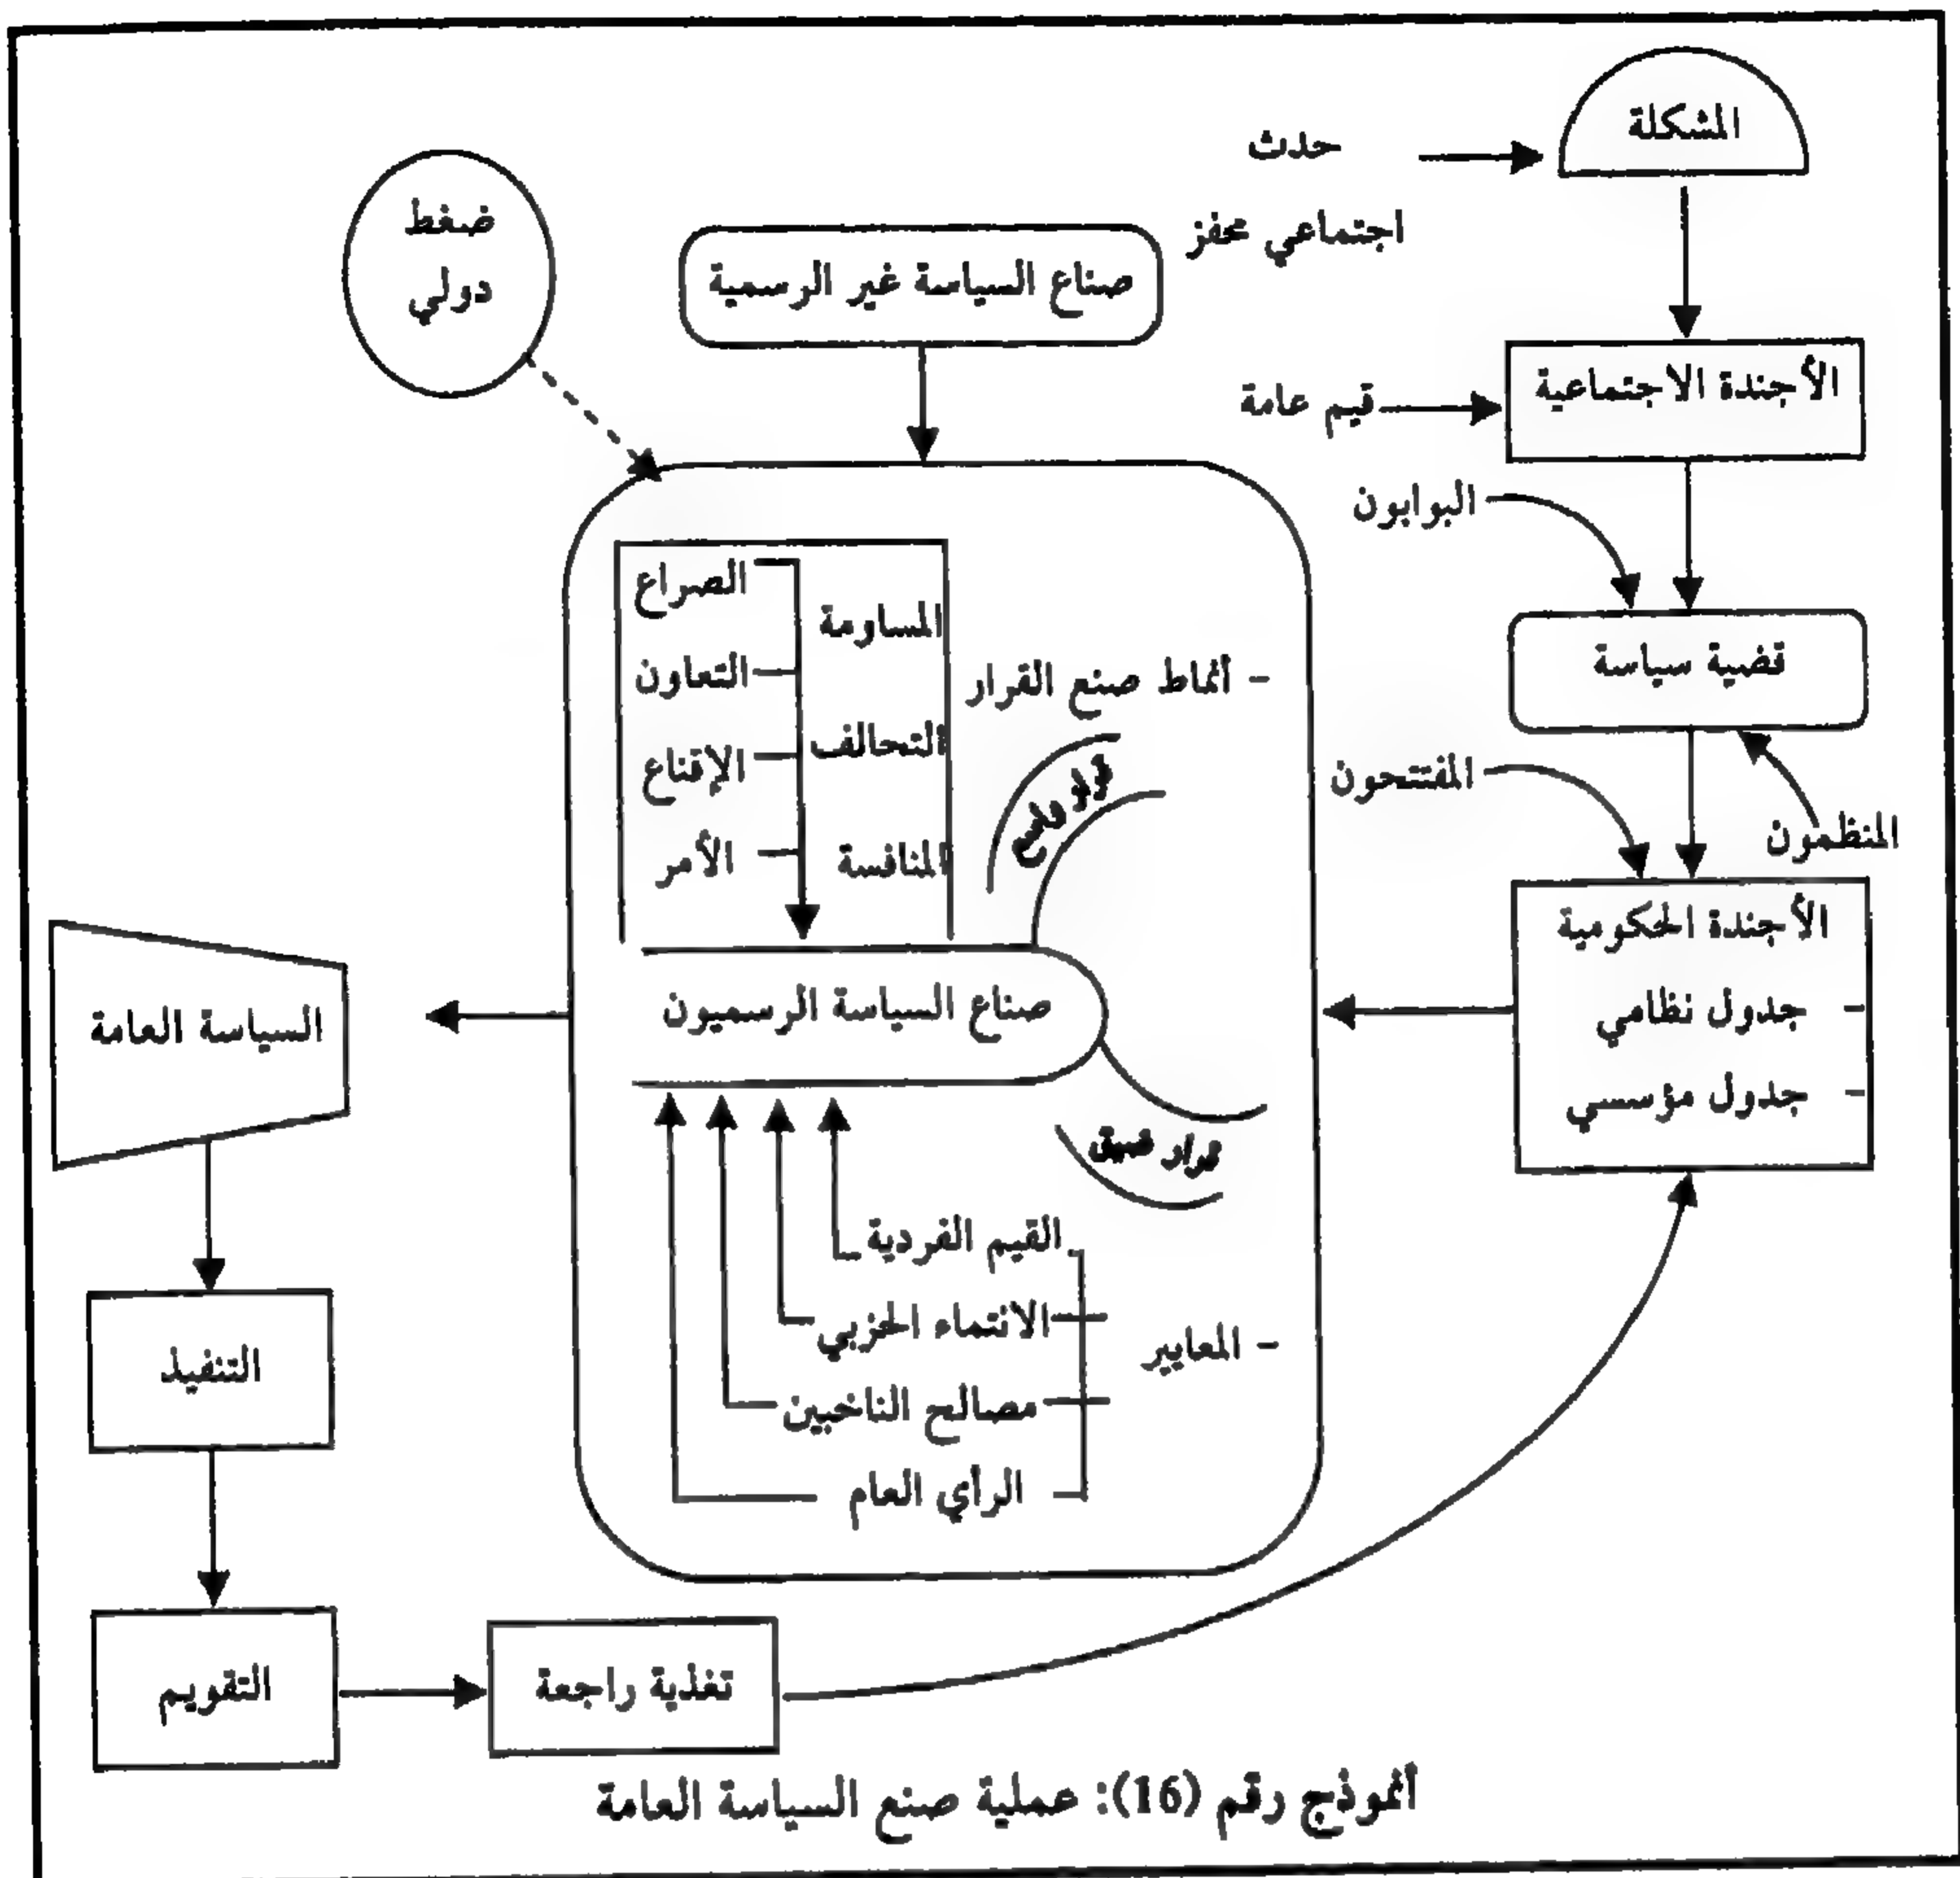 المشكلة
حدث
اجتماعي محفز
ضغط
دولي
صناع السياسة غير الرسمية
الأجندة الاجتماعية
قيم عامة
البوابون
قضية سياسة
المفتتحون
المنظمون
الأجندة الحكومية
- جدول نظامي
- جدول مؤسسي
- أنماط صنع القرار
المساومة
التحالف
المنافسة
الصراع
التعاون
الإقناع
الأمر
صناع السياسة الرسميون
- المعايير
القيم الفردية
الانتماء الحزبي
مصالح الناخبين
الرأي العام
السياسة العامة
التنفيذ
التقويم
تغذية راجعة
أنموذج رقم (16): عملية صنع السياسة العامة